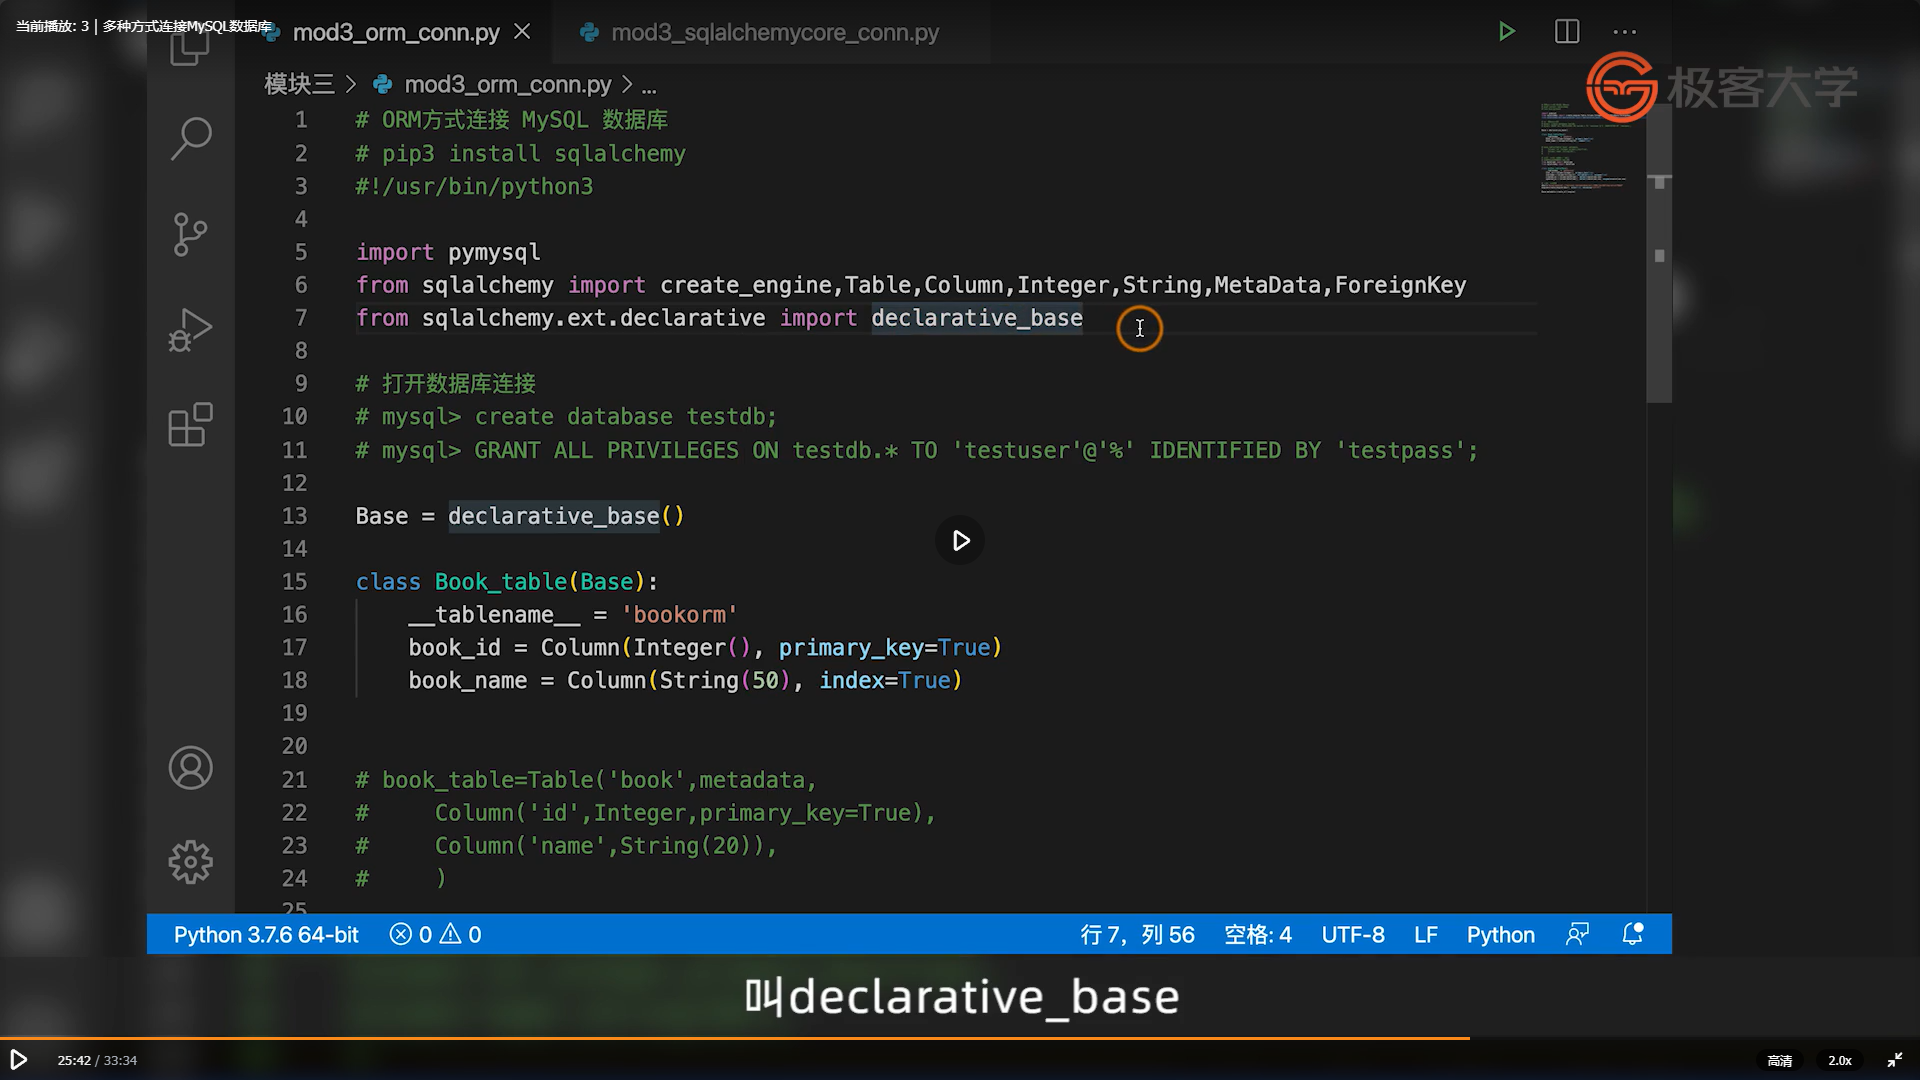 当前播放: 3 | 多种方式连接MySQL数据库
mod3_orm_conn.py
mod3_sqlalchemycore_conn.py
极客大学
模块三 > mod3_orm_conn.py > ...
1 # ORM方式连接 MySQL 数据库
2 # pip3 install sqlalchemy
3 #!/usr/bin/python3
4
5 import pymysql
6 from sqlalchemy import create_engine,Table,Column,Integer,String,MetaData,ForeignKey
7 from sqlalchemy.ext.declarative import declarative_base
8
9 # 打开数据库连接
10 # mysql> create database testdb;
11 # mysql> GRANT ALL PRIVILEGES ON testdb.* TO 'testuser'@'%' IDENTIFIED BY 'testpass';
12
13 Base = declarative_base()
14
15 class Book_table(Base):
16     __tablename__ = 'bookorm'
17     book_id = Column(Integer(), primary_key=True)
18     book_name = Column(String(50), index=True)
19
20
21 # book_table=Table('book',metadata,
22 #     Column('id',Integer,primary_key=True),
23 #     Column('name',String(20)),
24 #     )
25
Python 3.7.6 64-bit 0 0 行 7，列 56 空格: 4 UTF-8 LF Python
叫declarative_base
25:42 / 33:34 高清 2.0x